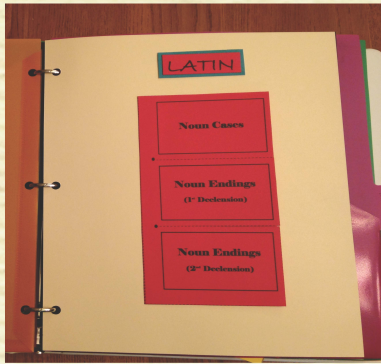 LATIN
Noun Cases
Noun Endings
(1st Declension)
Noun Endings
(2nd Declension)